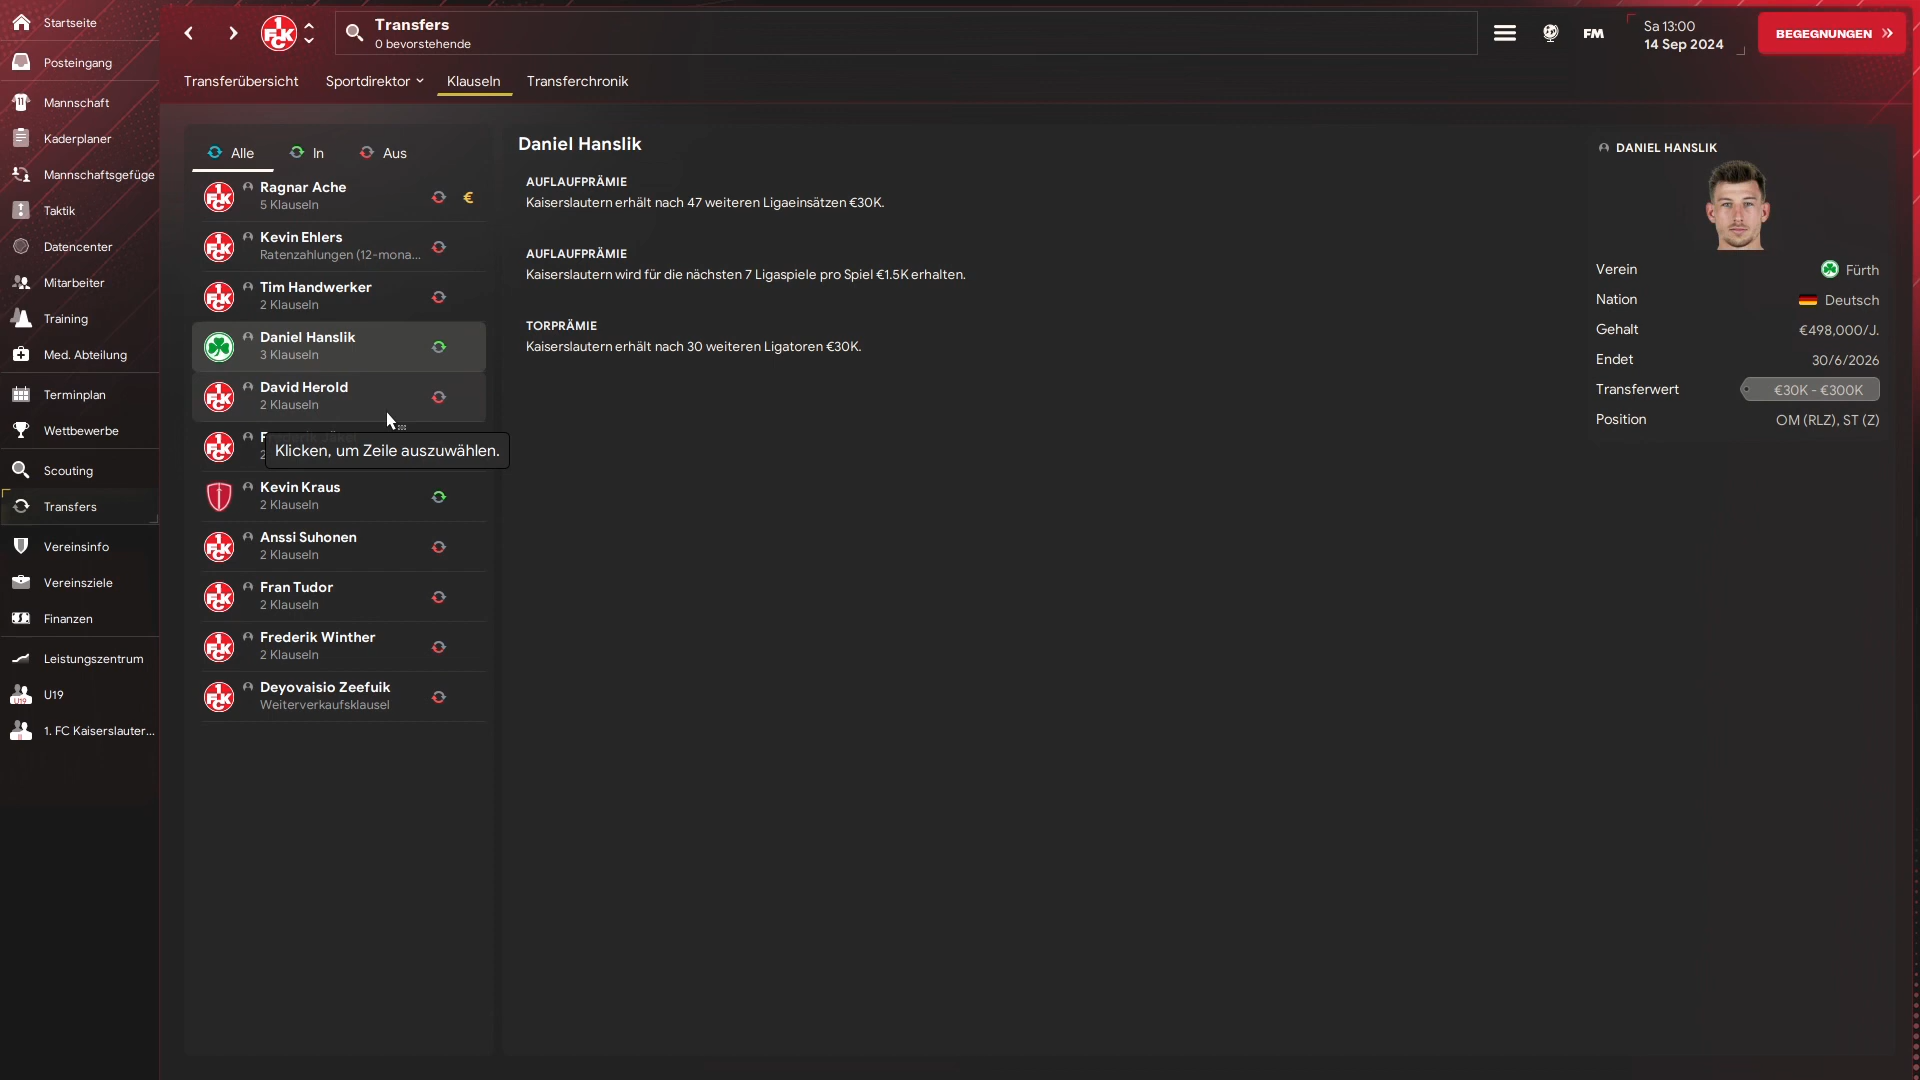 Startseite
Posteingang
Mannschaft
Kaderplaner
Mannschaftsgefüge
Taktik
Datencenter
Mitarbeiter
Training
Med. Abteilung
Terminplan
Wettbewerbe
Scouting
Transfers
Vereinsinfo
Vereinsziele
Finanzen
Leistungszentrum
U19
1. FC Kaiserslauter...
Transfers
0 bevorstehende
FM
Sa 13:00
14 Sep 2024
BEGEGNUNGEN
Transferübersicht
Sportdirektor
Klauseln
Transferchronik
Alle
In
Aus
Ragnar Ache
5 Klauseln
€
Kevin Ehlers
Ratenzahlungen (12-mona...
Tim Handwerker
2 Klauseln
Daniel Hanslik
3 Klauseln
David Herold
2 Klauseln
Klicken, um Zeile auszuwählen.
Kevin Kraus
2 Klauseln
Anssi Suhonen
2 Klauseln
Fran Tudor
2 Klauseln
Frederik Winther
2 Klauseln
Deyovaisio Zeefuik
Weiterverkaufsklausel
Daniel Hanslik
AUFLAUFPRÄMIE
Kaiserslautern erhält nach 47 weiteren Ligaeinsätzen €30K.
AUFLAUFPRÄMIE
Kaiserslautern wird für die nächsten 7 Ligaspiele pro Spiel €1.5K erhalten.
TORPRÄMIE
Kaiserslautern erhält nach 30 weiteren Ligatoren €30K.
DANIEL HANSLIK
Verein Fürth
Nation Deutsch
Gehalt €498,000/J.
Endet 30/6/2026
Transferwert €30K - €300K
Position OM (RLZ), ST (Z)